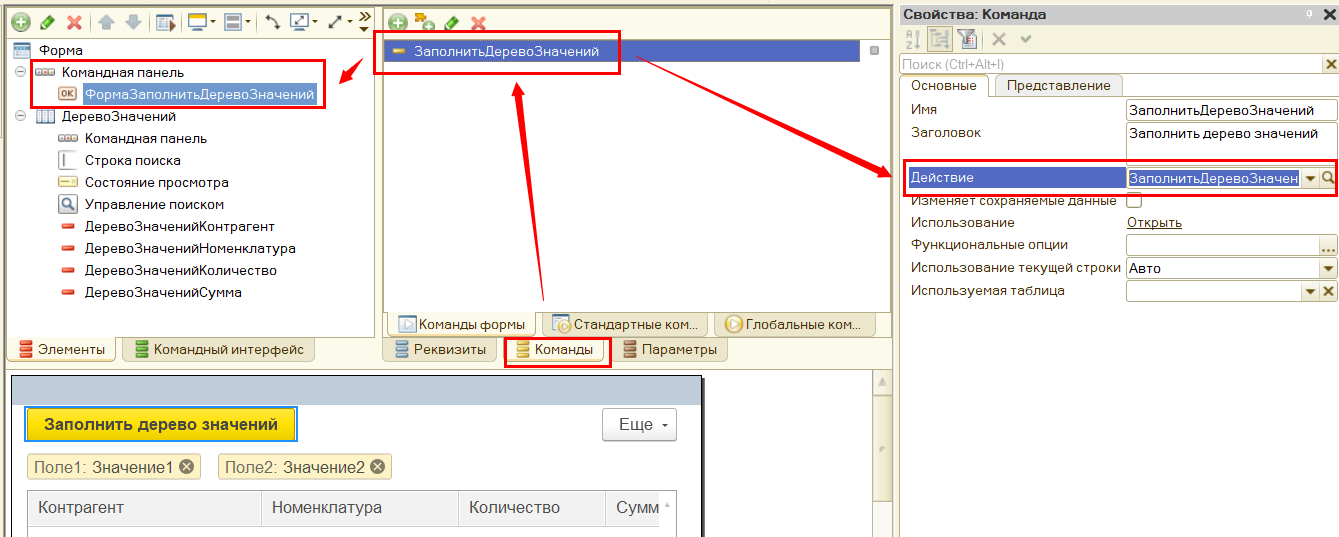 Форма
Командная панель
OK ФормаЗаполнитьДеревоЗначений
ДеревоЗначений
Командная панель
Строка поиска
Состояние просмотра
Управление поиском
ДеревоЗначенийКонтрагент
ДеревоЗначенийНоменклатура
ДеревоЗначенийКоличество
ДеревоЗначенийСумма
Элементы
Командный интерфейс
ЗаполнитьДеревоЗначений
Команды формы
Стандартные ком...
Глобальные ком...
Реквизиты
Команды
Параметры
Свойства: Команда
Поиск (Ctrl+Alt+I)
Основные
Представление
Имя
ЗаполнитьДеревоЗначений
Заголовок
Заполнить дерево значений
Действие
ЗаполнитьДеревоЗначен
Изменяет сохраняемые данные
Использование
Открыть
Функциональные опции
...
Использование текущей строки
Авто
Используемая таблица
Заполнить дерево значений
Еще
Поле1: Значение1
Поле2: Значение2
Контрагент
Номенклатура
Количество
Сумм